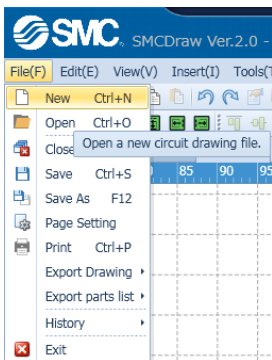 SMC. SMCDraw Ver.2.0 -
File(F) Edit(E) View(V) Insert(I) Tools(T
New Ctrl+N
Open Ctrl+O
Close
Open a new circuit drawing file.
Save Ctrl+S
85 90 95
Save As F12
Page Setting
Print Ctrl+P
Export Drawing
Export parts list
History
Exit